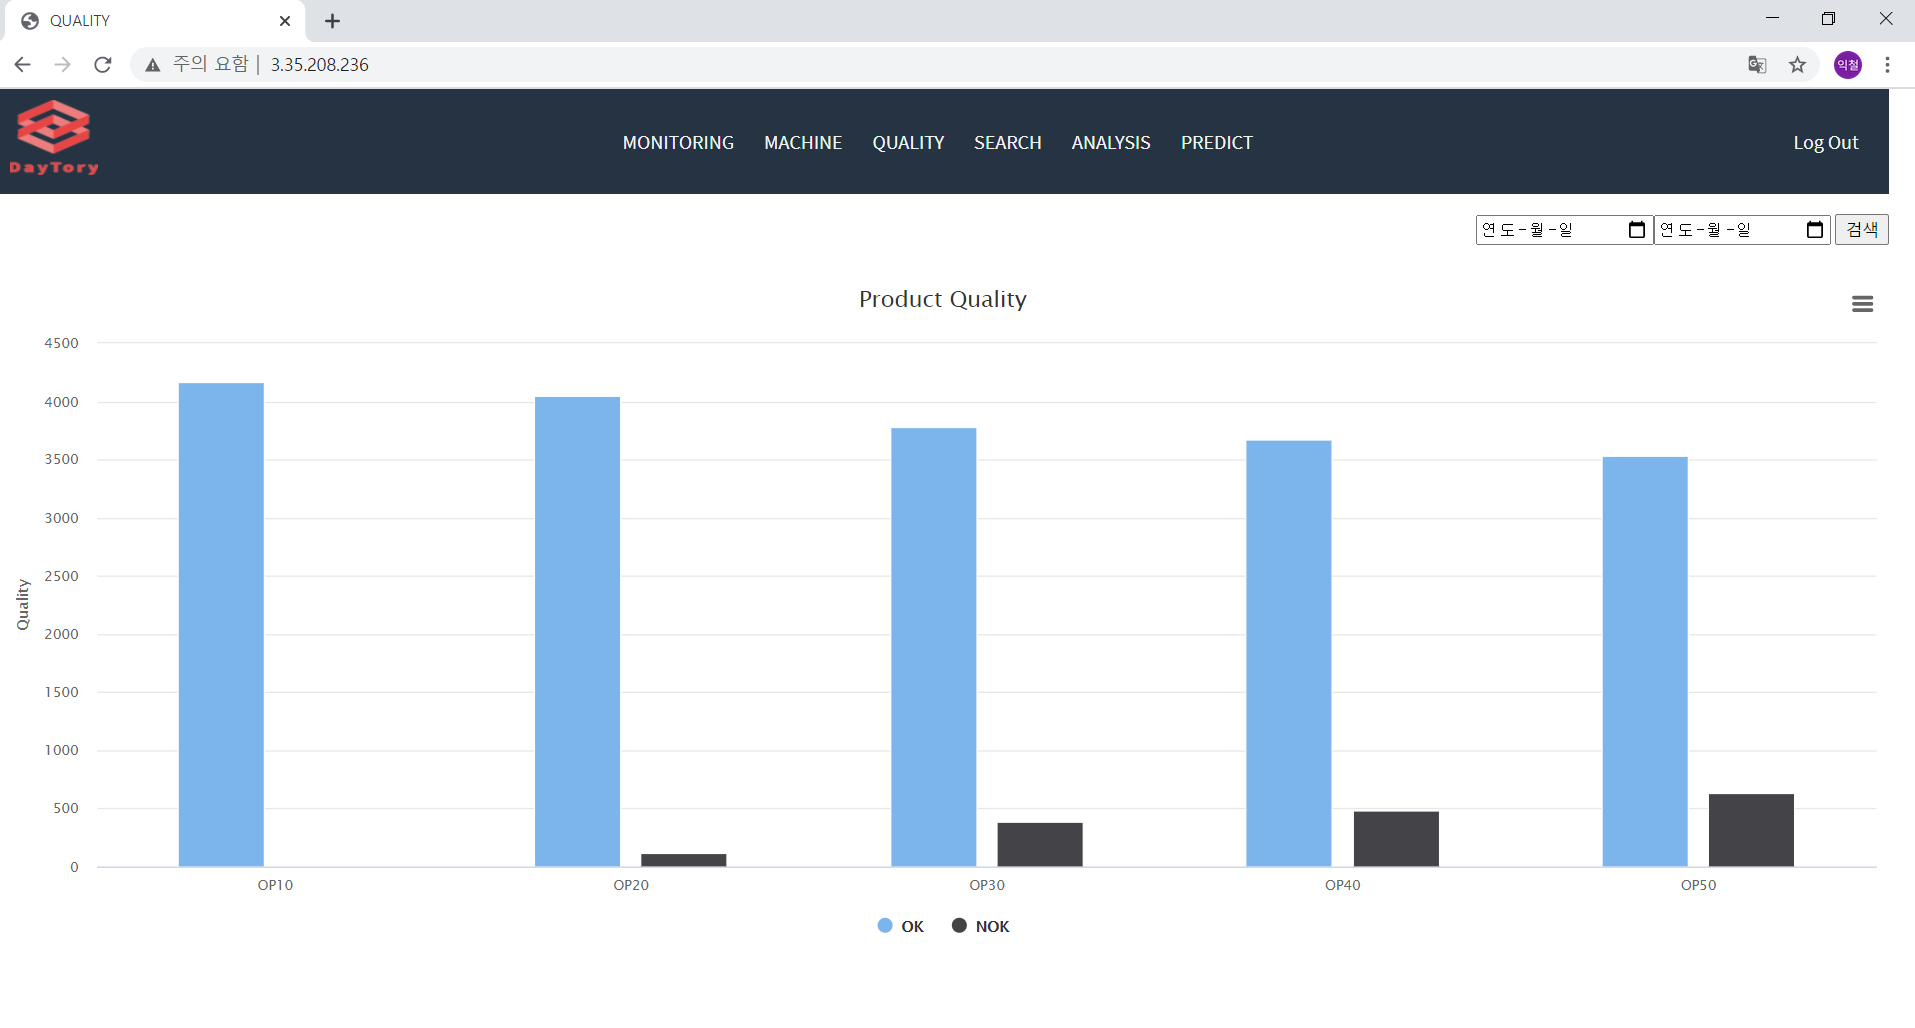 QUALITY
주의 요함 | 3.35.208.236
익철
DayTory
MONITORING MACHINE QUALITY SEARCH ANALYSIS PREDICT
Log Out
연도-월-일 연도-월-일 검색
Product Quality
4500
4000
3500
3000
2500
2000
1500
1000
500
0
Quality
OP10 OP20 OP30 OP40 OP50
OK NOK